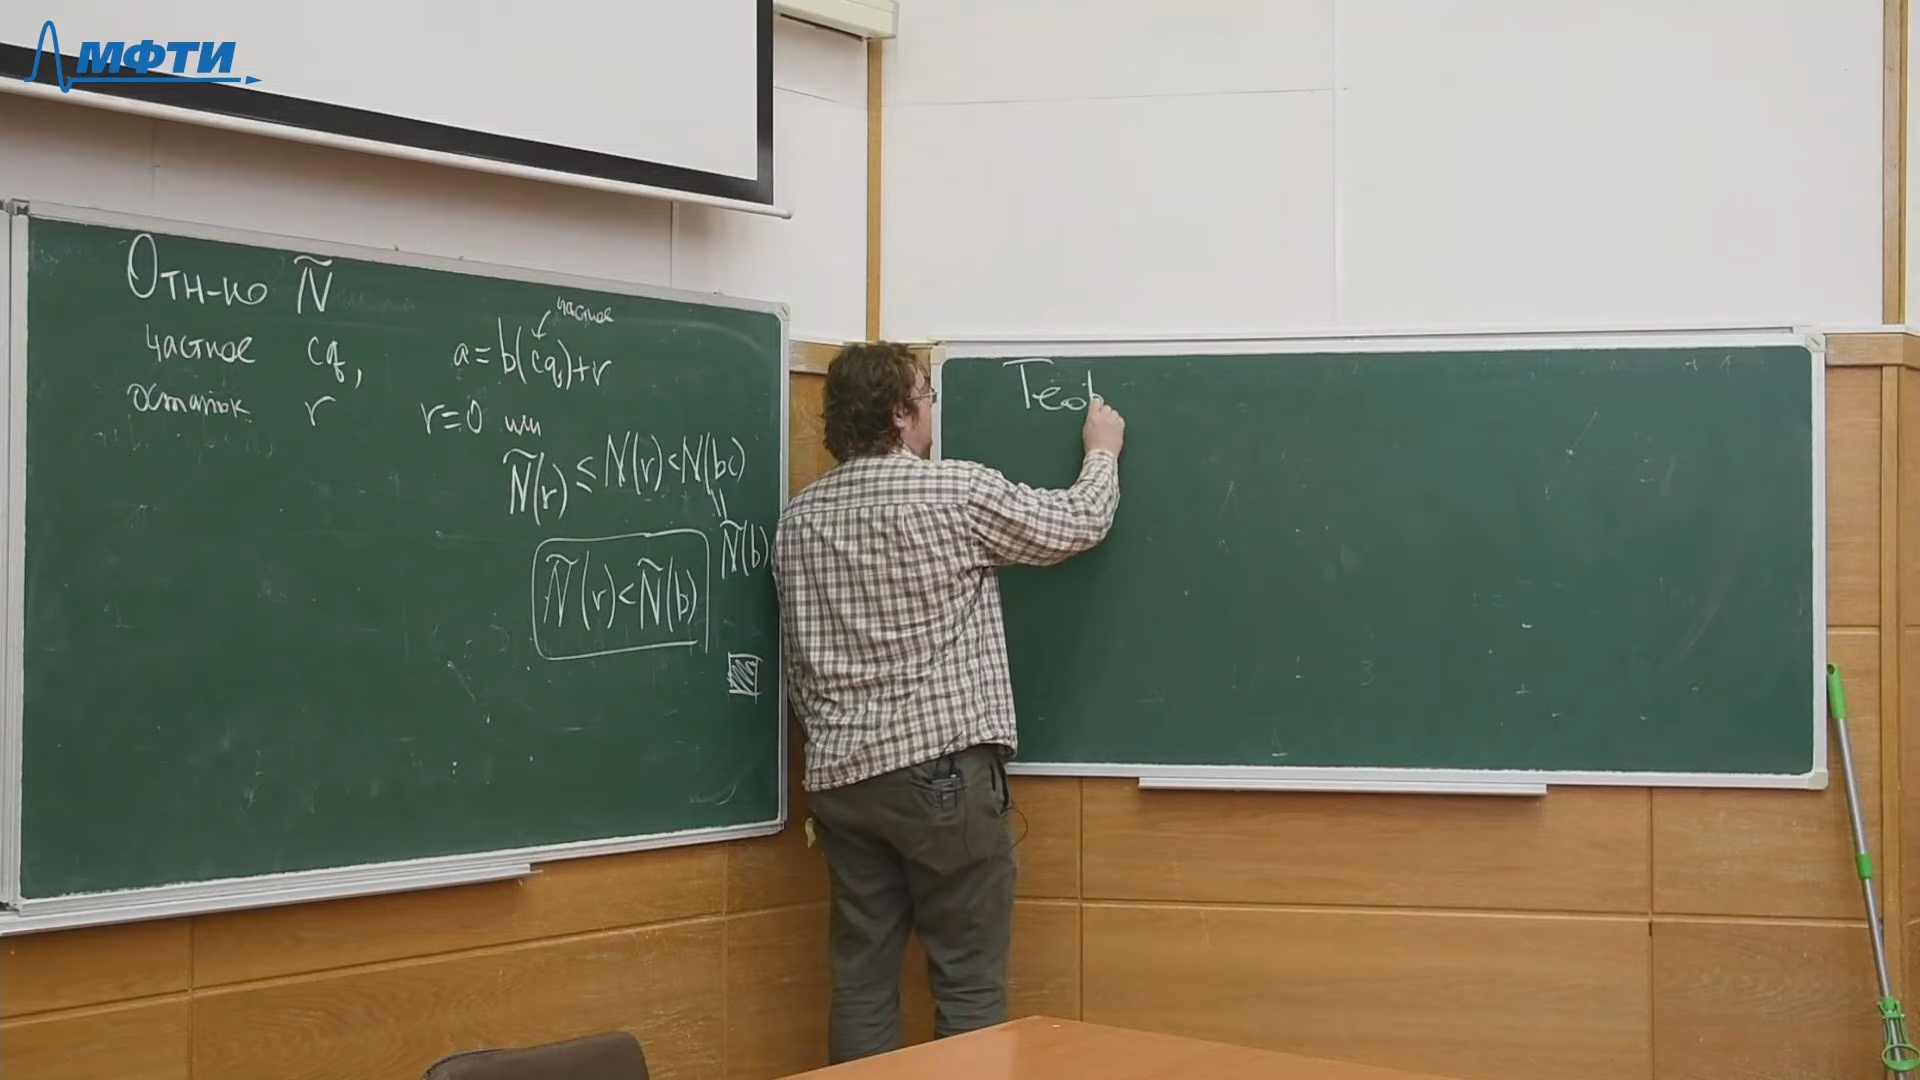 МФТИ
Отн-но Ñ
частное
частное cq, a = b(cq) + r
остаток r r = 0 или
Ñ(r) ≤ N(r) < N(bc)
||
Ñ(b)
Ñ(r) < Ñ(b)
Теор